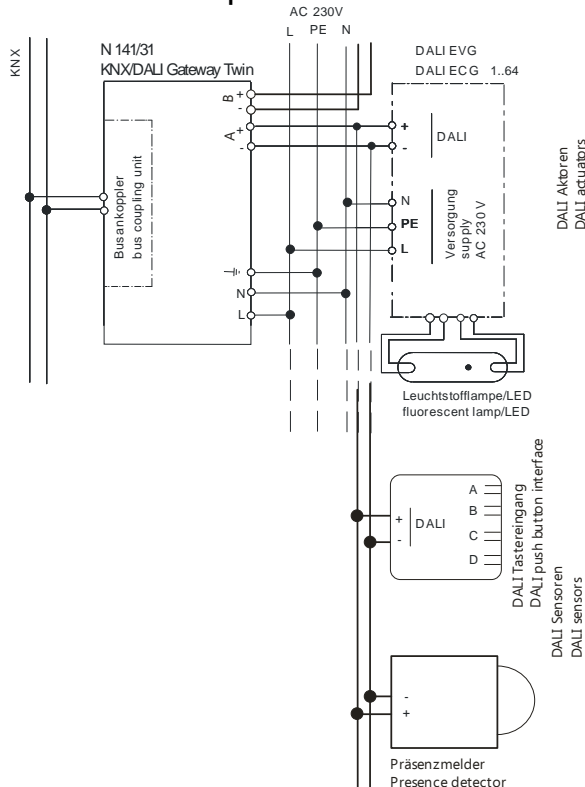 AC 230V
L PE N
KNX
N 141/31
KNX/DALI Gateway Twin
DALI EVG
DALI ECG 1..64
B + -
A + -
+
-
DALI
DALI Aktoren
DALI actuators
Busankoppler
bus coupling unit
N
PE
L
Versorgung
supply
AC 230 V
N
L
Leuchtstofflampe/LED
fluorescent lamp/LED
+
-
DALI
A
B
C
D
DALI Tastereingang
DALI push button interface
DALI Sensoren
DALI sensors
-
+
Präsenzmelder
Presence detector